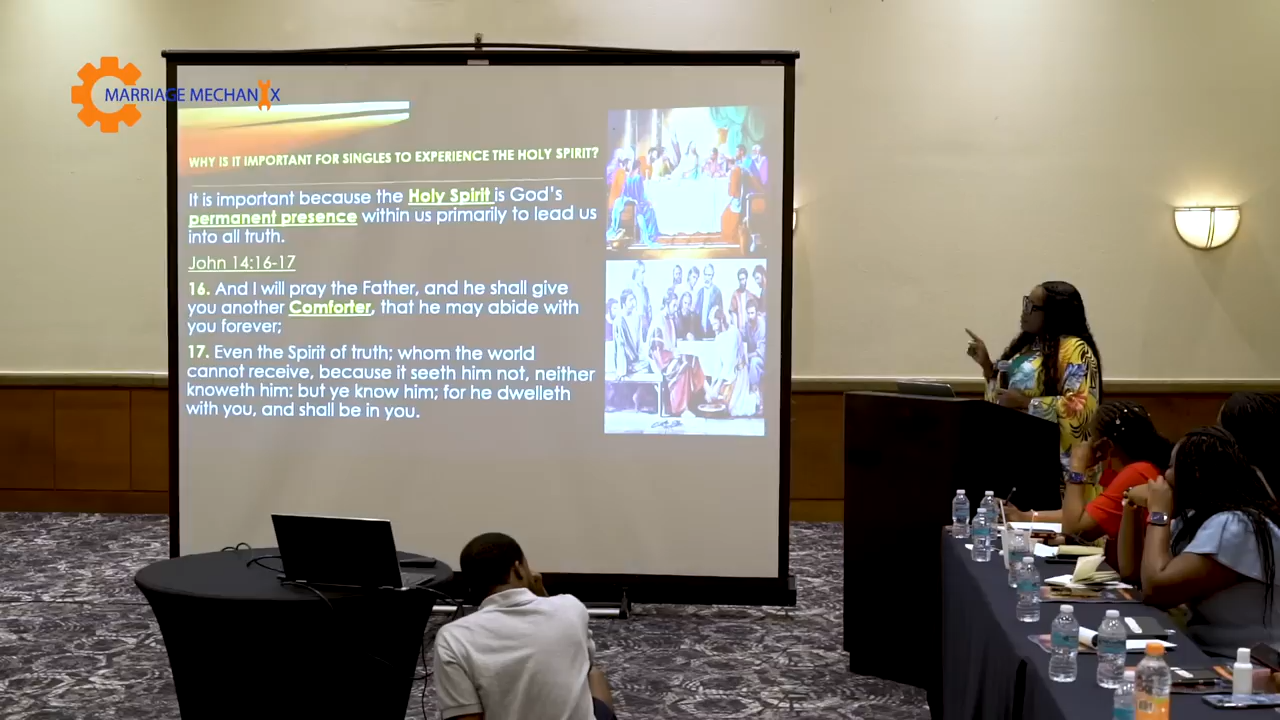 MARRIAGE MECHANIX
WHY IS IT IMPORTANT FOR SINGLES TO EXPERIENCE THE HOLY SPIRIT?
It is important because the Holy Spirit is God's
permanent presence within us primarily to lead us
into all truth.
John 14:16-17
16. And I will pray the Father, and he shall give
you another Comforter, that he may abide with
you forever;
17. Even the Spirit of truth; whom the world
cannot receive, because it seeth him not, neither
knoweth him: but ye know him; for he dwelleth
with you, and shall be in you.